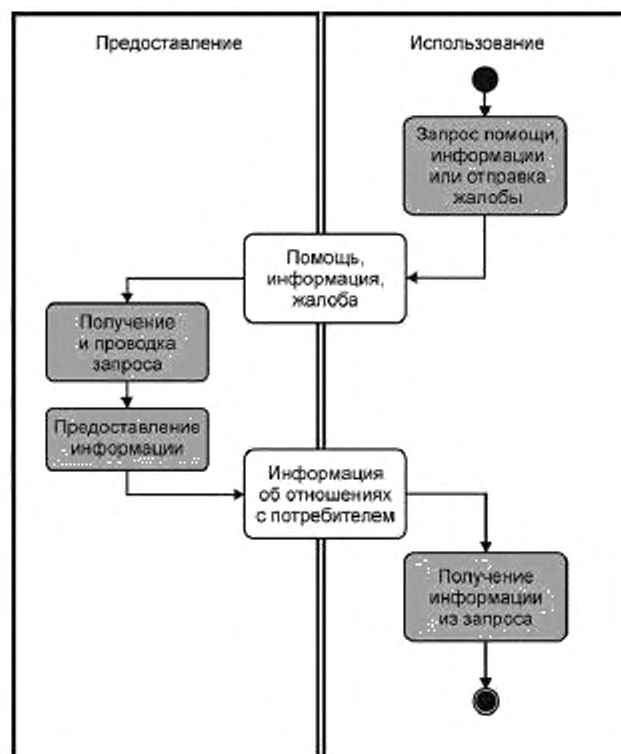 Предоставление
Использование
Запрос помощи,
информации
или отправка
жалобы
Помощь,
информация,
жалоба
Получение
и проводка
запроса
Предоставление
информации
Информация
об отношениях
с потребителем
Получение
информации
из запроса